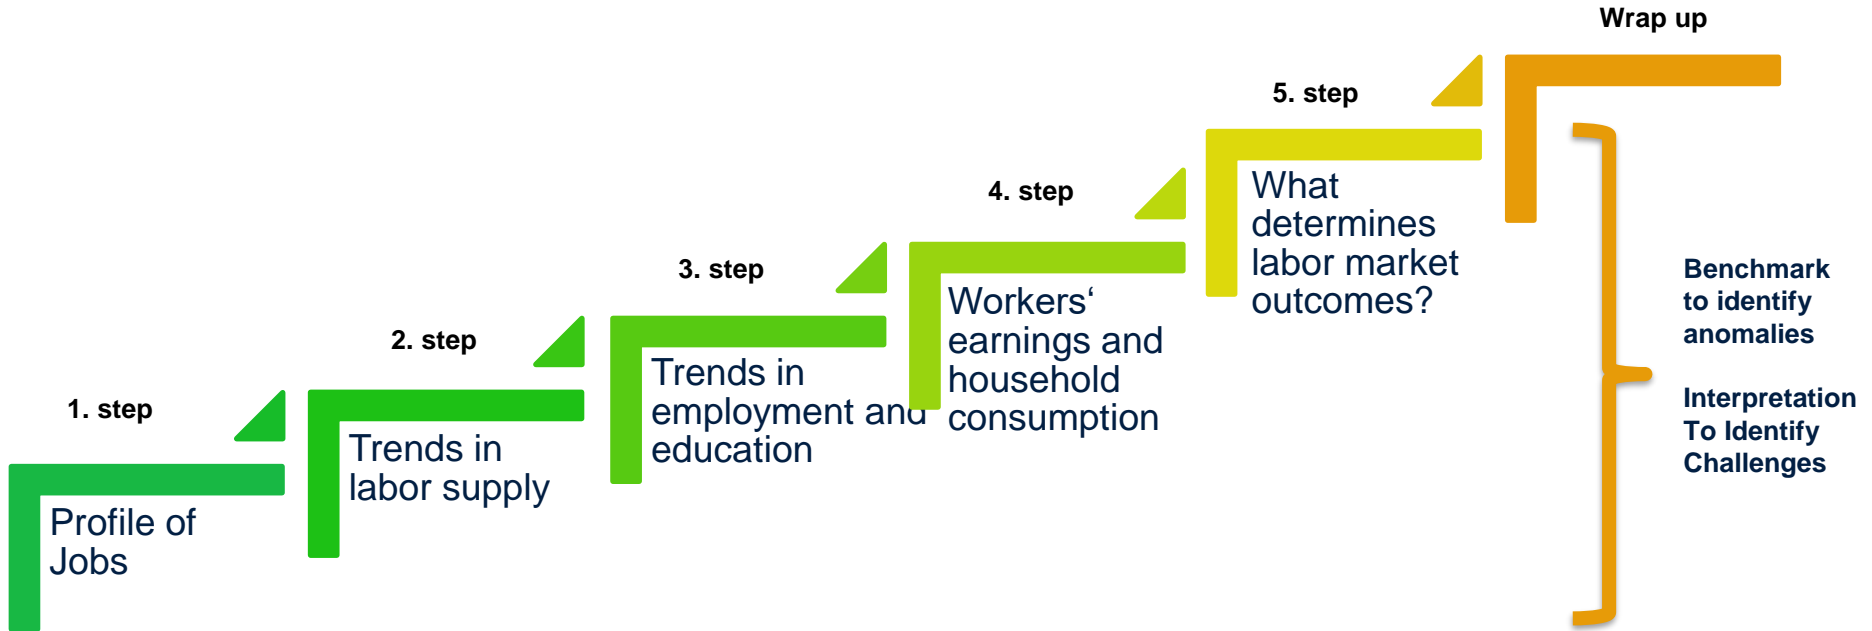 1. step
Profile of
Jobs
2. step
Trends in
labor supply
3. step
Trends in
employment and
education
4. step
Workers‘
earnings and
household
consumption
5. step
What
determines
labor market
outcomes?
Wrap up
Benchmark
to identify
anomalies
Interpretation
To Identify
Challenges